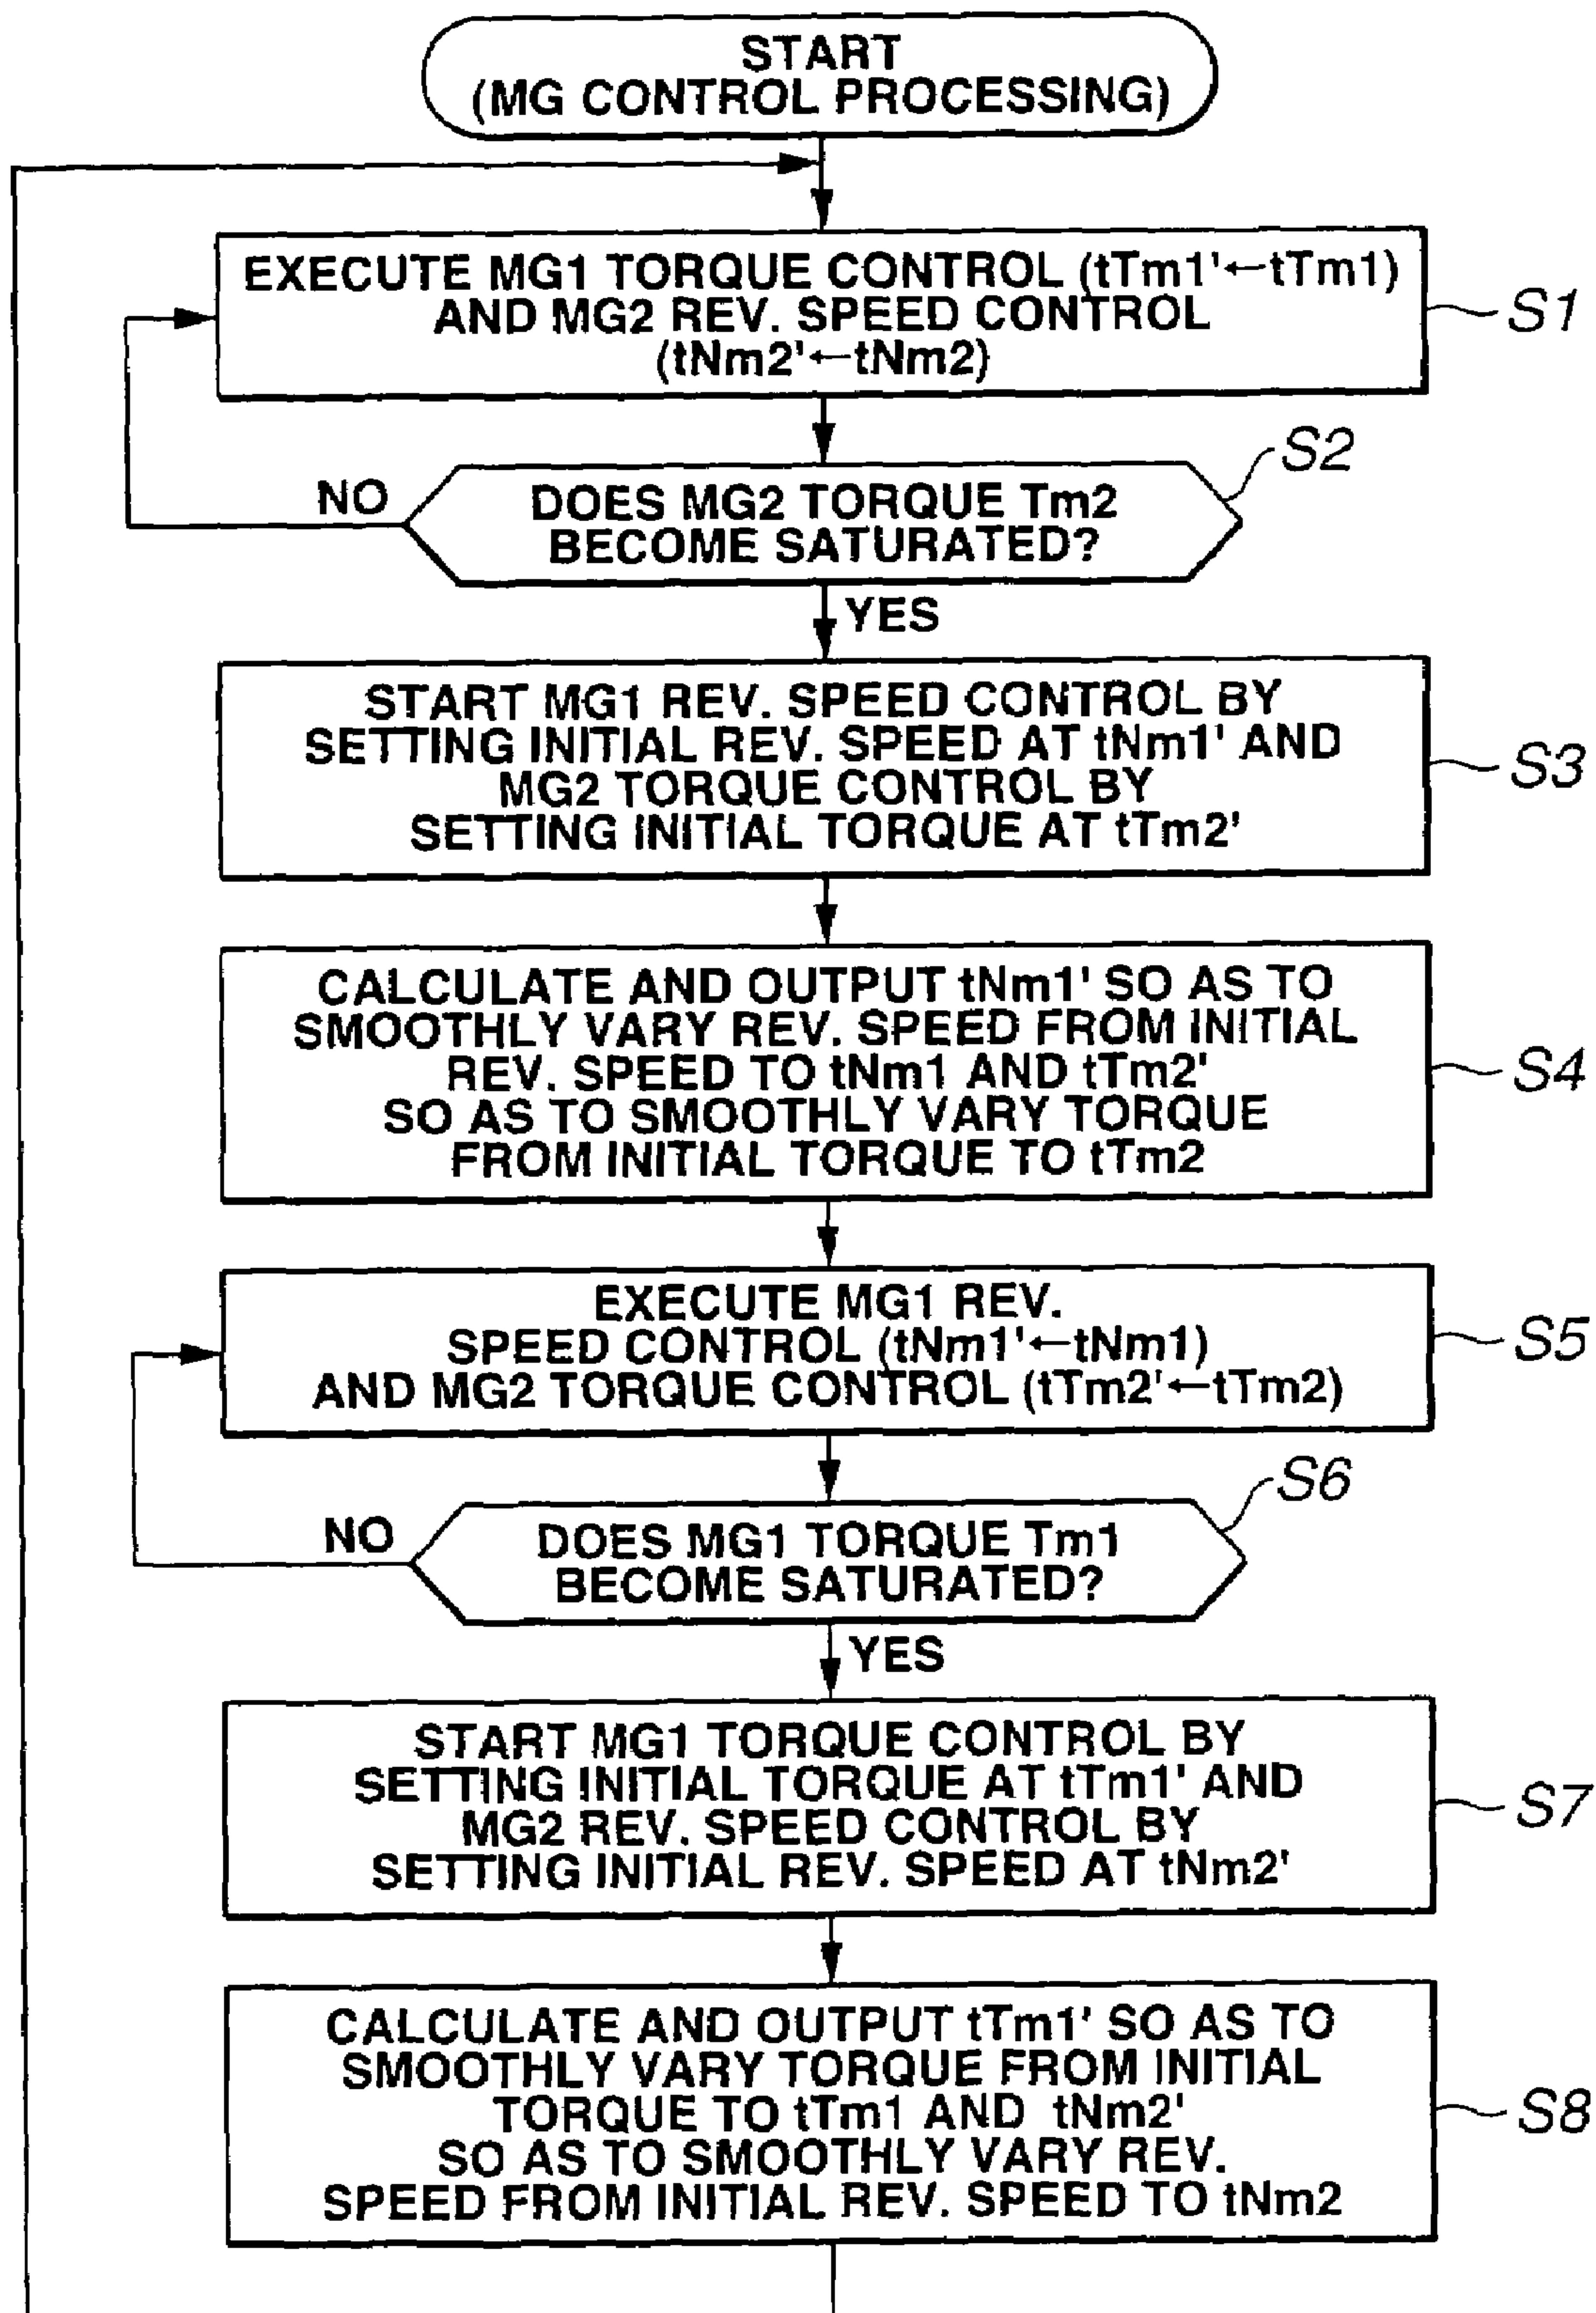 START
(MG CONTROL PROCESSING)
EXECUTE MG1 TORQUE CONTROL (tTm1'←tTm1)
AND MG2 REV. SPEED CONTROL
(tNm2'←tNm2)
S1
S2
NO
DOES MG2 TORQUE Tm2
BECOME SATURATED?
YES
START MG1 REV. SPEED CONTROL BY
SETTING INITIAL REV. SPEED AT tNm1' AND
MG2 TORQUE CONTROL BY
SETTING INITIAL TORQUE AT tTm2'
S3
CALCULATE AND OUTPUT tNm1' SO AS TO
SMOOTHLY VARY REV. SPEED FROM INITIAL
REV. SPEED TO tNm1 AND tTm2'
SO AS TO SMOOTHLY VARY TORQUE
FROM INITIAL TORQUE TO tTm2
S4
EXECUTE MG1 REV.
SPEED CONTROL (tNm1'←tNm1)
AND MG2 TORQUE CONTROL (tTm2'←tTm2)
S5
S6
NO
DOES MG1 TORQUE Tm1
BECOME SATURATED?
YES
START MG1 TORQUE CONTROL BY
SETTING INITIAL TORQUE AT tTm1' AND
MG2 REV. SPEED CONTROL BY
SETTING INITIAL REV. SPEED AT tNm2'
S7
CALCULATE AND OUTPUT tTm1' SO AS TO
SMOOTHLY VARY TORQUE FROM INITIAL
TORQUE TO tTm1 AND tNm2'
SO AS TO SMOOTHLY VARY REV.
SPEED FROM INITIAL REV. SPEED TO tNm2
S8